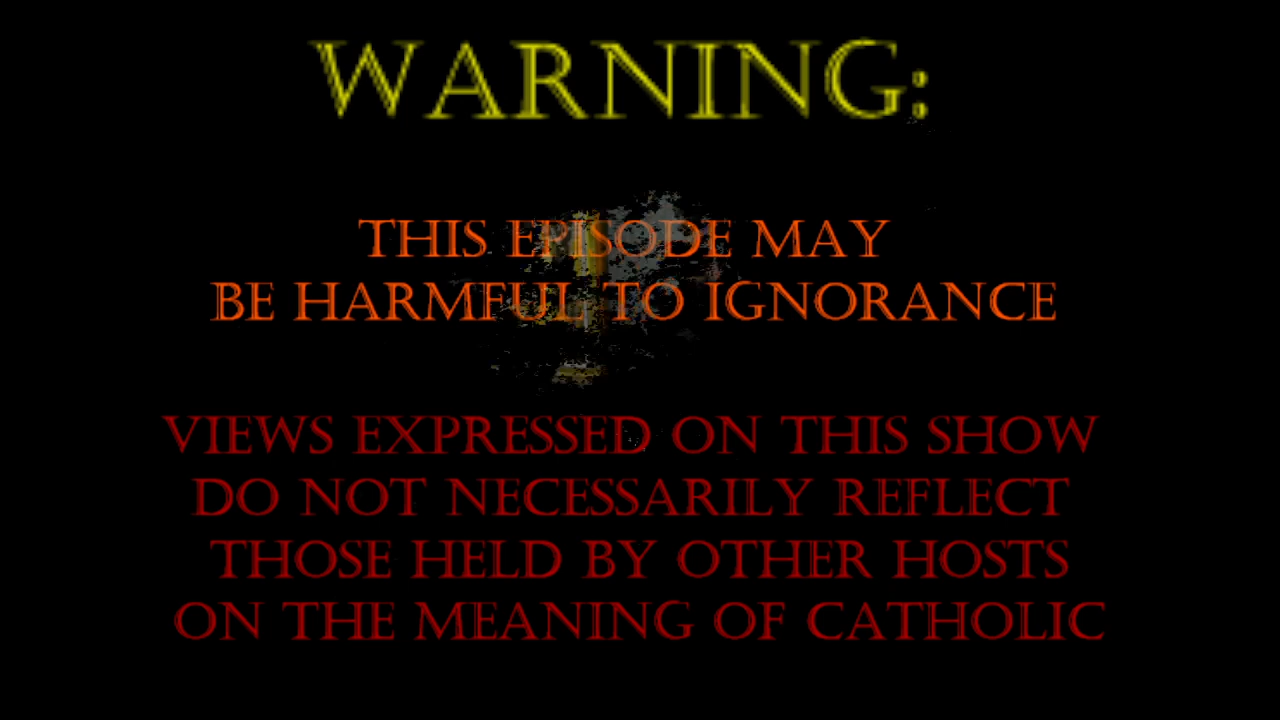 WARNING:
THIS EPISODE MAY
BE HARMFUL TO IGNORANCE
VIEWS EXPRESSED ON THIS SHOW
DO NOT NECESSARILY REFLECT
THOSE HELD BY OTHER HOSTS
ON THE MEANING OF CATHOLIC